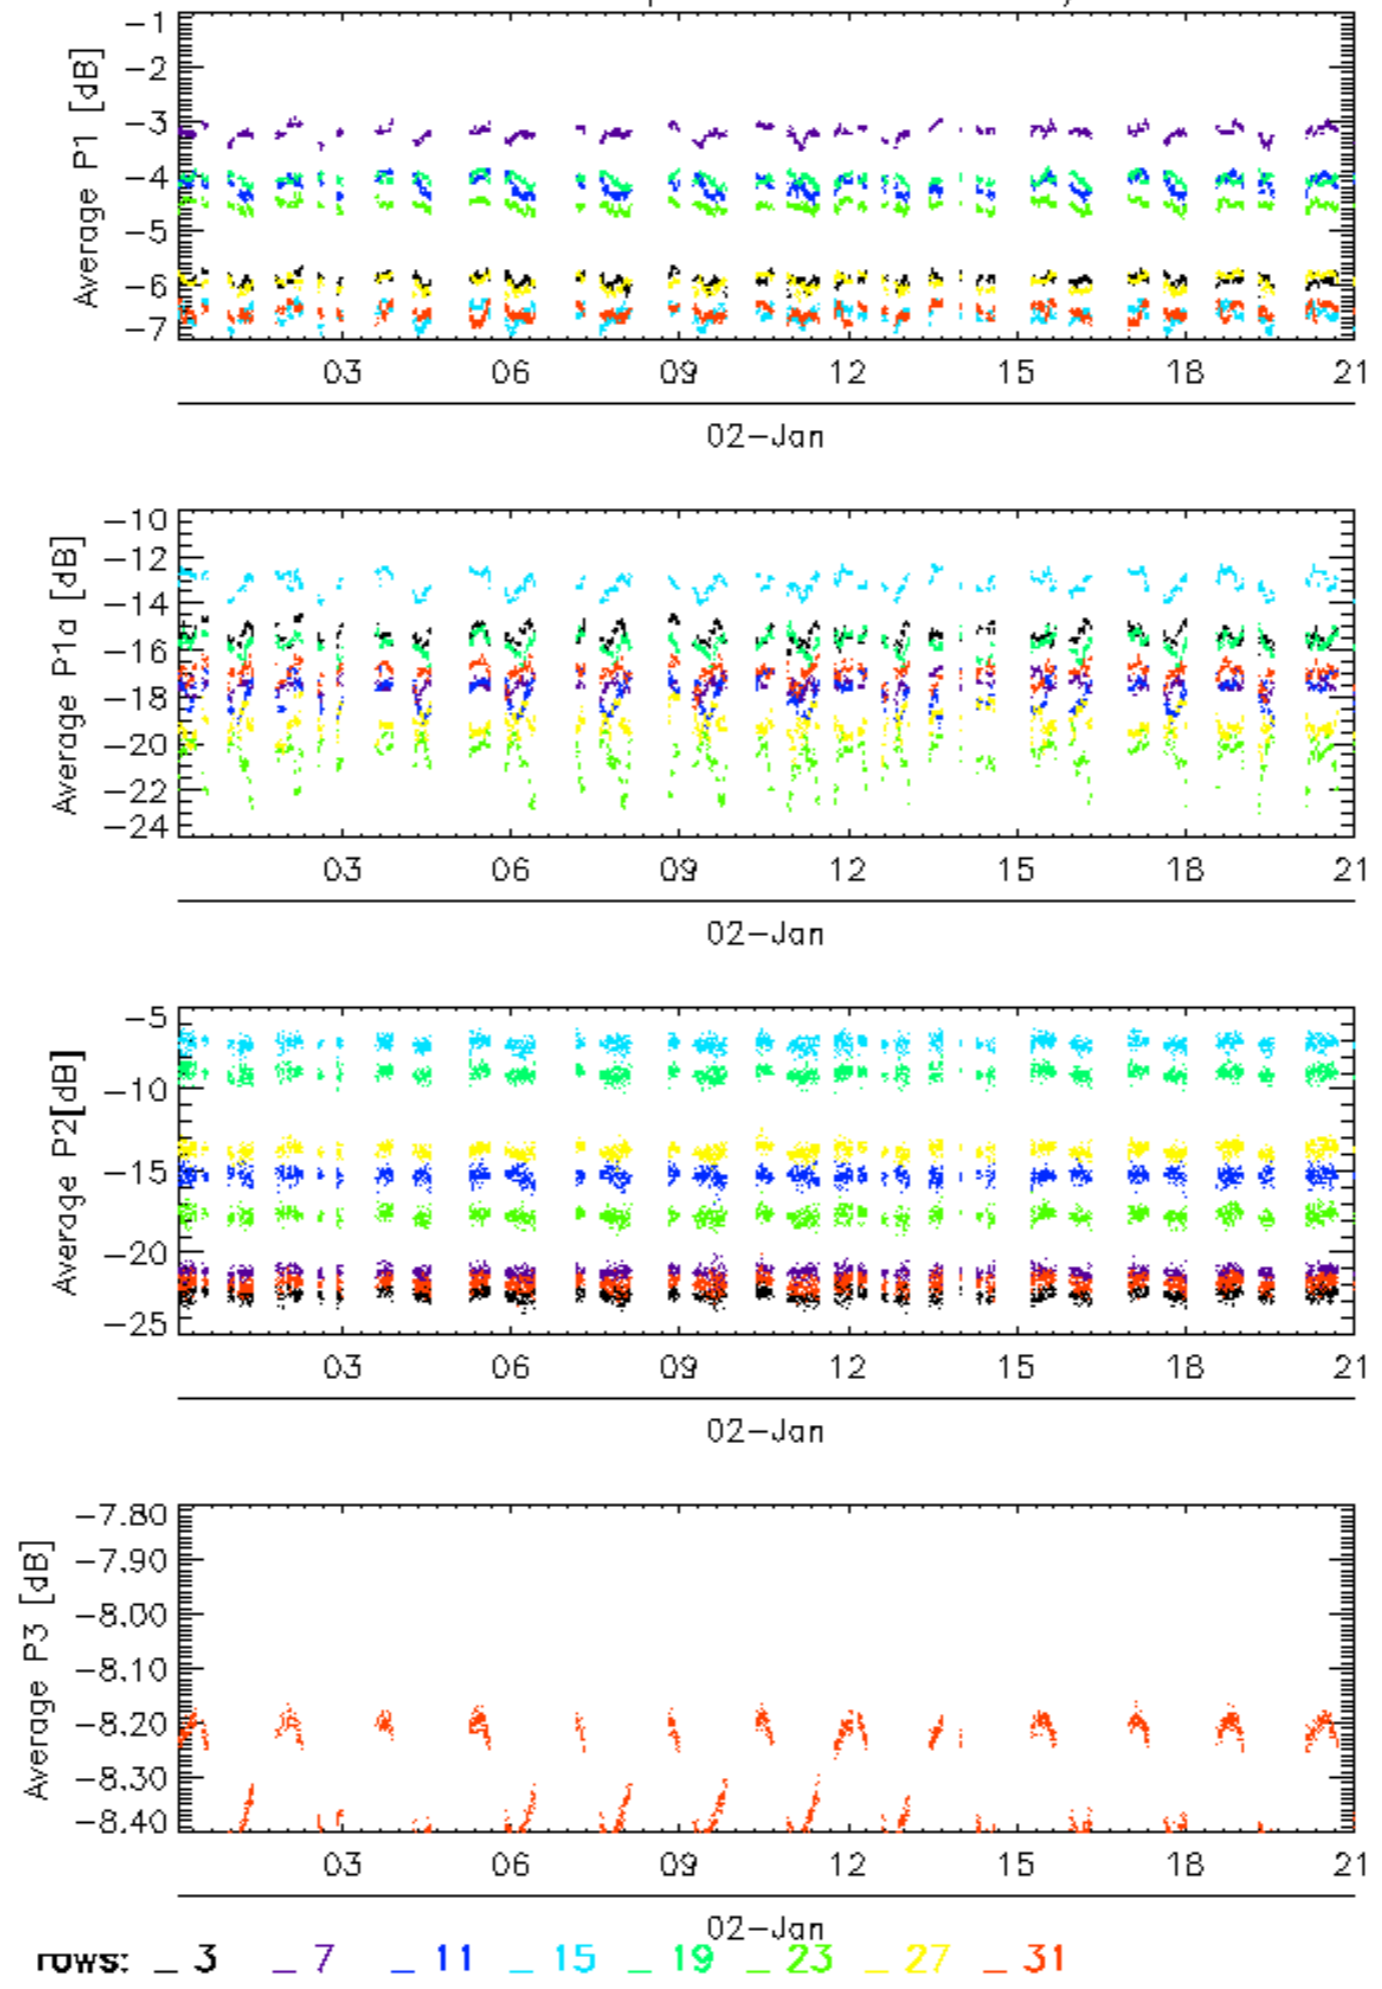 Average P1 [dB]
-1
-2
-3
-4
-5
-6
-7
03 06 09 12 15 18 21
02-Jan
Average P1a [dB]
-10
-12
-14
-16
-18
-20
-22
-24
03 06 09 12 15 18 21
02-Jan
Average P2[dB]
-5
-10
-15
-20
-25
03 06 09 12 15 18 21
02-Jan
Average P3 [dB]
-7.80
-7.90
-8.00
-8.10
-8.20
-8.30
-8.40
03 06 09 12 15 18 21
02-Jan
rows: _ 3 _ 7 _ 11 _ 15 _ 19 _ 23 _ 27 _ 31